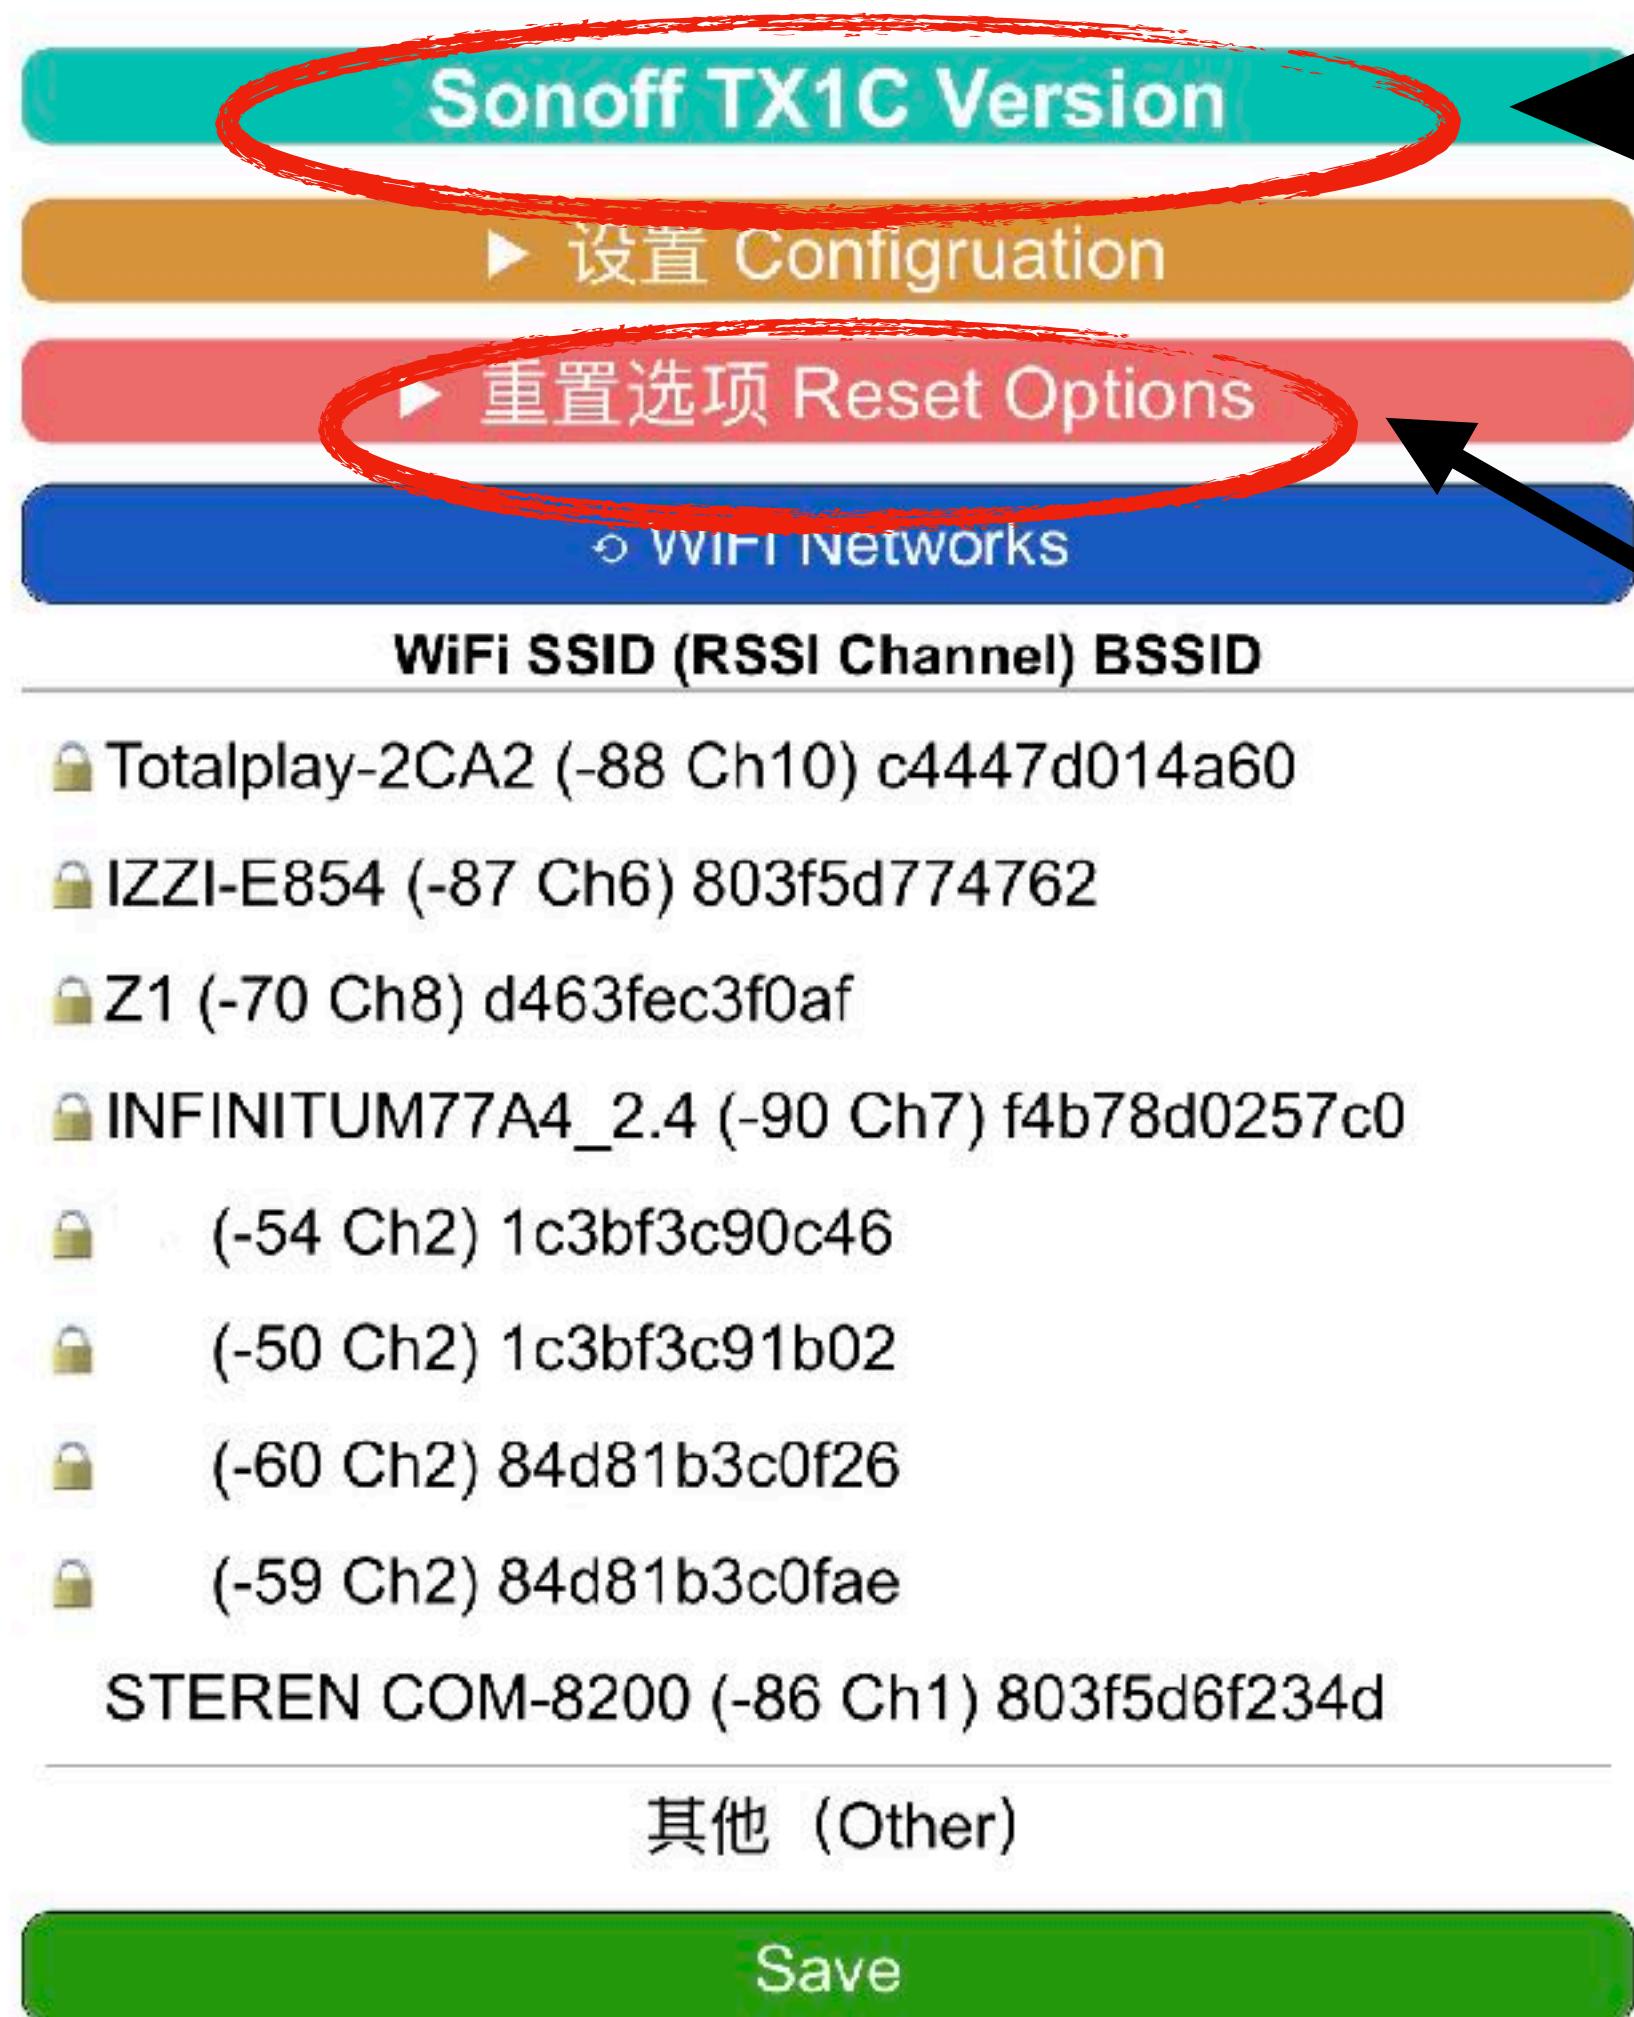 Sonoff TX1C Version
▶ 设置 Configruation
▶ 重置选项 Reset Options
⟲ WiFi Networks
WiFi SSID (RSSI Channel) BSSID
Totalplay-2CA2 (-88 Ch10) c4447d014a60
IZZI-E854 (-87 Ch6) 803f5d774762
Z1 (-70 Ch8) d463fec3f0af
INFINITUM77A4_2.4 (-90 Ch7) f4b78d0257c0
(-54 Ch2) 1c3bf3c90c46
(-50 Ch2) 1c3bf3c91b02
(-60 Ch2) 84d81b3c0f26
(-59 Ch2) 84d81b3c0fae
STEREN COM-8200 (-86 Ch1) 803f5d6f234d
其他（Other）
Save